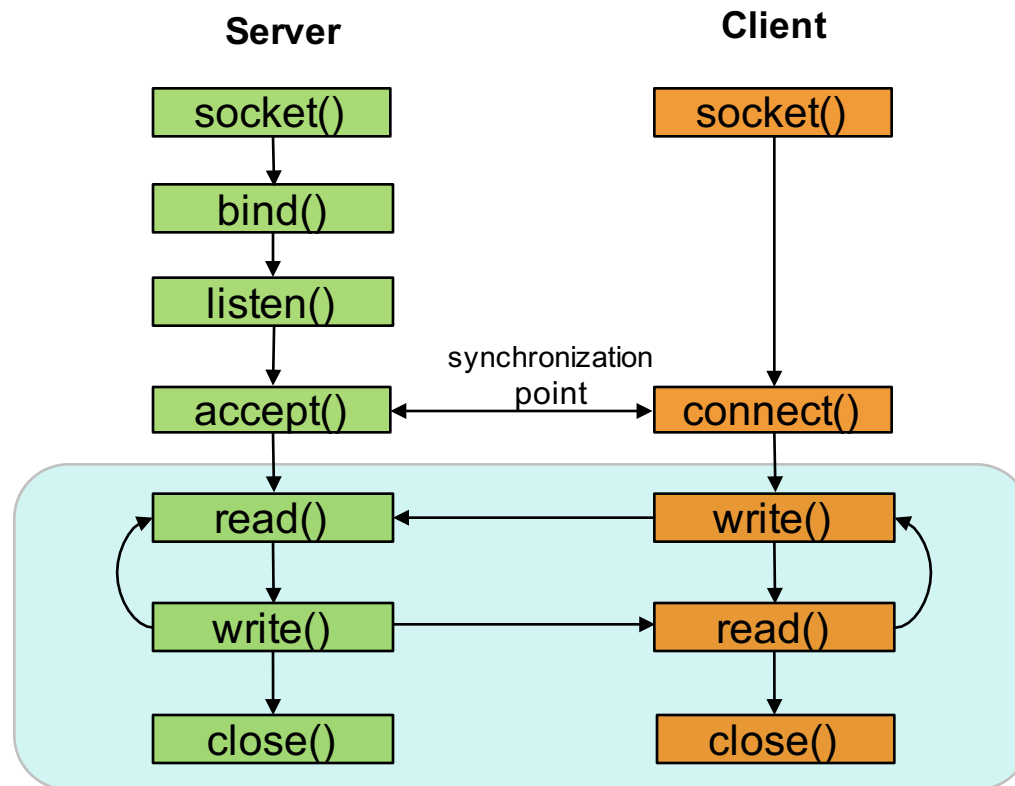 Server
Client
socket()
socket()
bind()
listen()
synchronization
point
accept()
connect()
read()
write()
write()
read()
close()
close()